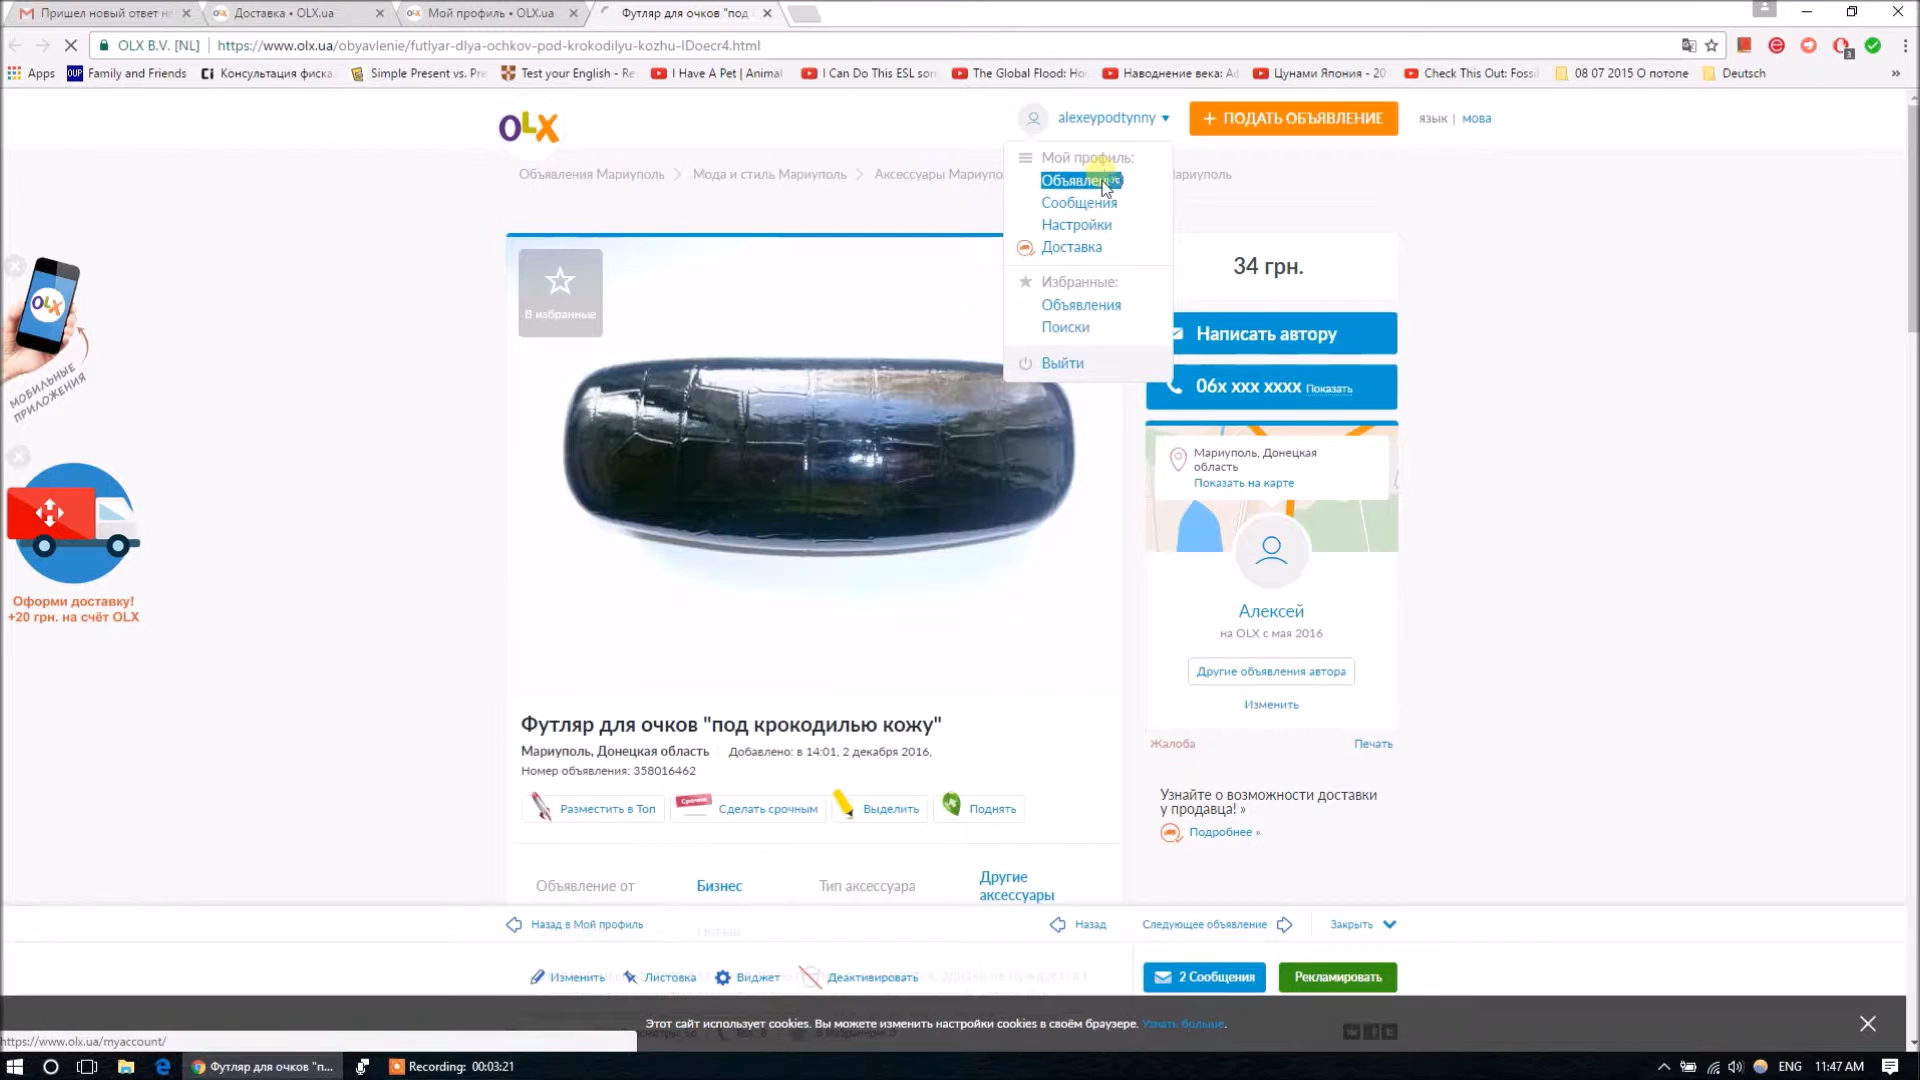 Пришел новый ответ н
Доставка • OLX.ua
Мой профиль • OLX.ua
Футляр для очков "под
OLX B.V. [NL]
https://www.olx.ua/obyavlenie/futlyar-dlya-ochkov-pod-krokodilyu-kozhu-IDoecr4.html
Apps
Family and Friends
Консультация фиска
Simple Present vs. Pre
Test your English - Re
I Have A Pet | Animal
I Can Do This ESL son
The Global Flood: Ho
Наводнение века: А
Цунами Япония - 20
Check This Out: Fossi
08 07 2015 О потопе
Deutsch
»
OLX
alexeypodtynny
+ ПОДАТЬ ОБЪЯВЛЕНИЕ
язык | мова
Объявления Мариуполь
Мода и стиль Мариуполь
Аксессуары Мариупо
Мариуполь
Мой профиль:
Объявления
Сообщения
Настройки
Доставка
Избранные:
Объявления
Поиски
Выйти
В избранные
34 грн.
Написать автору
06x xxx xxxx Показать
OLX
МОБИЛЬНЫЕ
ПРИЛОЖЕНИЯ
Оформи доставку!
+20 грн. на счёт OLX
Мариуполь, Донецкая
область
Показать на карте
Алексей
на OLX с мая 2016
Другие объявления автора
Изменить
Жалоба
Печать
Футляр для очков "под крокодилью кожу"
Мариуполь, Донецкая область
Добавлено: в 14:01, 2 декабря 2016,
Номер объявления: 358016462
Разместить в Топ
Срочно
Сделать срочным
Выделить
Поднять
Узнайте о возможности доставки
у продавца! »
Подробнее »
Объявление от
Бизнес
Тип аксессуара
Другие
аксессуары
Назад в Мой профиль
Назад
Следующее объявление
Закрыть
Изменить
Листовка
Виджет
Деактивировать
2 Сообщения
Рекламировать
Этот сайт использует cookies. Вы можете изменить настройки cookies в своём браузере. Узнать больше.
https://www.olx.ua/myaccount/
Футляр для очков "п...
Recording: 00:03:21
ENG
11:47 AM